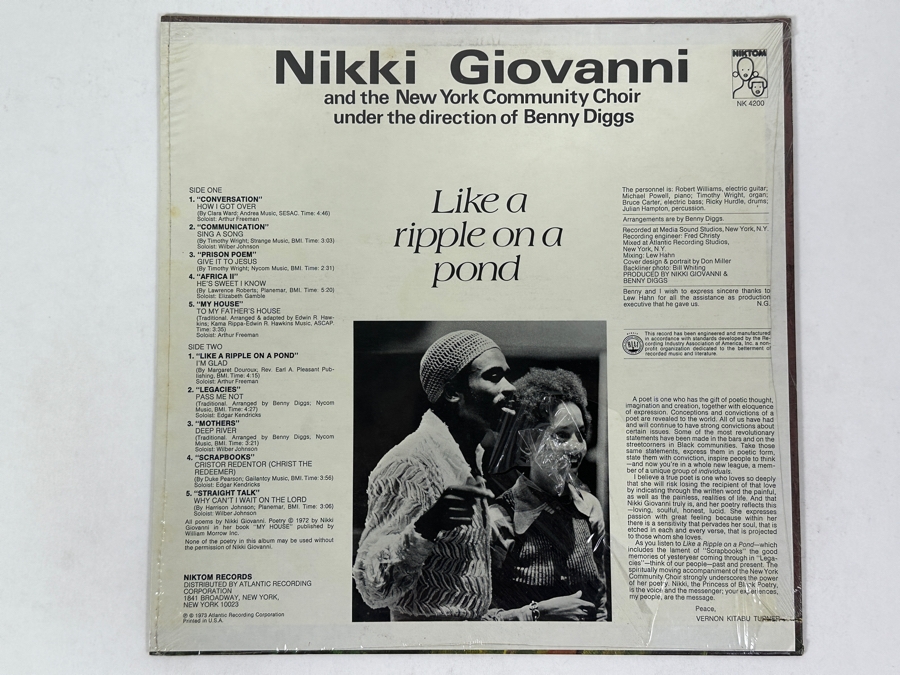 Nikki Giovanni
and the New York Community Choir
under the direction of Benny Diggs
NIKTOM
NK 4200
SIDE ONE
1. "CONVERSATION"
HOW I GOT OVER
(By Clara Ward; Andrea Music, SESAC. Time: 4:46)
Soloist: Arthur Freeman
2. "COMMUNICATION"
SING A SONG
(By Timothy Wright; Strange Music, BMI. Time: 3:03)
Soloist: Wilber Johnson
3. "PRISON POEM"
GIVE IT TO JESUS
(By Timothy Wright; Nycom Music, BMI. Time: 2 31)
4. "AFRICA II"
HE'S SWEET I KNOW
(By Lawrence Roberts; Planemar, BMI. Time: 5:20)
Soloist: Elizabeth Gamble
5. "MY HOUSE"
TO MY FATHER'S HOUSE
(Traditional. Arranged & adapted by Edwin R. Haw-
kins; Kama Rippa-Edwin R. Hawkins Music, ASCAP.
Time: 3:35)
Soloist: Arthur Freeman
SIDE TWO
1. "LIKE A RIPPLE ON A POND"
I'M GLAD
(By Margaret Douroux, Rev. Earl A. Pleasant Pub-
lishing, BMI. Time: 4:15)
Soloist: Arthur Freeman
2. "LEGACIES"
PASS ME NOT
(Traditional. Arranged by Benny Diggs; Nycom
Music, BMI. Time: 4:27)
Soloist: Edgar Kendricks
3. "MOTHERS"
DEEP RIVER
(Traditional. Arranged by Benny Diggs, Nycom
Music, BMI. Time: 3:21)
Soloist: Wilber Johnson
4. "SCRAPBOOKS"
CRISTOR REDENTOR (CHRIST THE
REDEEMER)
(By Duke Pearson; Gailantcy Music, BMI. Time: 3:56)
Soloist: Edgar Kendricks
5. "STRAIGHT TALK"
WHY CAN'T I WAIT ON THE LORD
(By Harrison Johnson; Planemar, BMI. Time: 3:06)
Soloist: Wilber Johnson
All poems by Nikki Giovanni. Poetry © 1972 by Nikki
Giovanni in her book "MY HOUSE" published by
William Morrow Inc.
None of the poetry in this album may be used without
the permission of Nikki Giovanni.
NIKTOM RECORDS
DISTRIBUTED BY ATLANTIC RECORDING
CORPORATION
1841 BROADWAY, NEW YORK,
NEW YORK 10023
℗ © 1973 Atlantic Recording Corporation
Printed in U.S.A.
Like a
ripple on a
pond
The personnel is: Robert Williams, electric guitar;
Michael Powell, piano; Timothy Wright, organ;
Bruce Carter, electric bass; Ricky Hurdle, drums;
Julian Hampton, percussion.
Arrangements are by Benny Diggs.
Recorded at Media Sound Studios, New York, N.Y.
Recording engineer: Fred Christy
Mixed at Atlantic Recording Studios,
New York, N.Y.
Mixing: Lew Hahn
Cover design & portrait by Don Miller
Backliner photo: Bill Whiting
PRODUCED BY NIKKI GIOVANNI &
BENNY DIGGS
Benny and I wish to express sincere thanks to
Lew Hahn for all the assistance as production
executive that he gave us. N.G.
This record has been engineered and manufactured
in accordance with standards developed by the Re-
cording Industry Association of America, Inc. a non-
profit organization dedicated to the betterment of
recorded music and literature.
A poet is one who has the gift of poetic thought,
imagination and creation, together with eloquence
of expression. Conceptions and convictions of a
poet are revealed to the world. All of us have had
and will continue to have strong convictions about
certain issues. Some of the most revolutionary
statements have been made in the bars and on the
streetcorners in Black communities. Take those
same statements, express them in poetic form,
state them with conviction, inspire people to think
—and now you're in a whole new league, a mem-
ber of a unique group of individuals.
I believe a true poet is one who loves so deeply
that she will risk losing the recipient of that love
by indicating through the written word the painful,
as well as the painless, realities of life. And that
Nikki Giovanni truly is, and her poetry reflects this
—loving, soulful, honest, lucid. She expresses
passion with great feeling because within her
there is a sensitivity that pervades her soul, that is
etched in each and every verse, that is projected
to those whom she loves.
As you listen to Like a Ripple on a Pond—which
includes the lament of "Scrapbooks" the good
memories of yesteryear coming through in "Lega-
cies"—think of our people—past and present. The
spiritually moving accompaniment of the New York
Community Choir strongly underscores the power
of her poetry. Nikki, the Princess of Black Poetry,
is the voice and the messenger; your experiences,
my people, are the message.
Peace,
VERNON KITABU TURNER